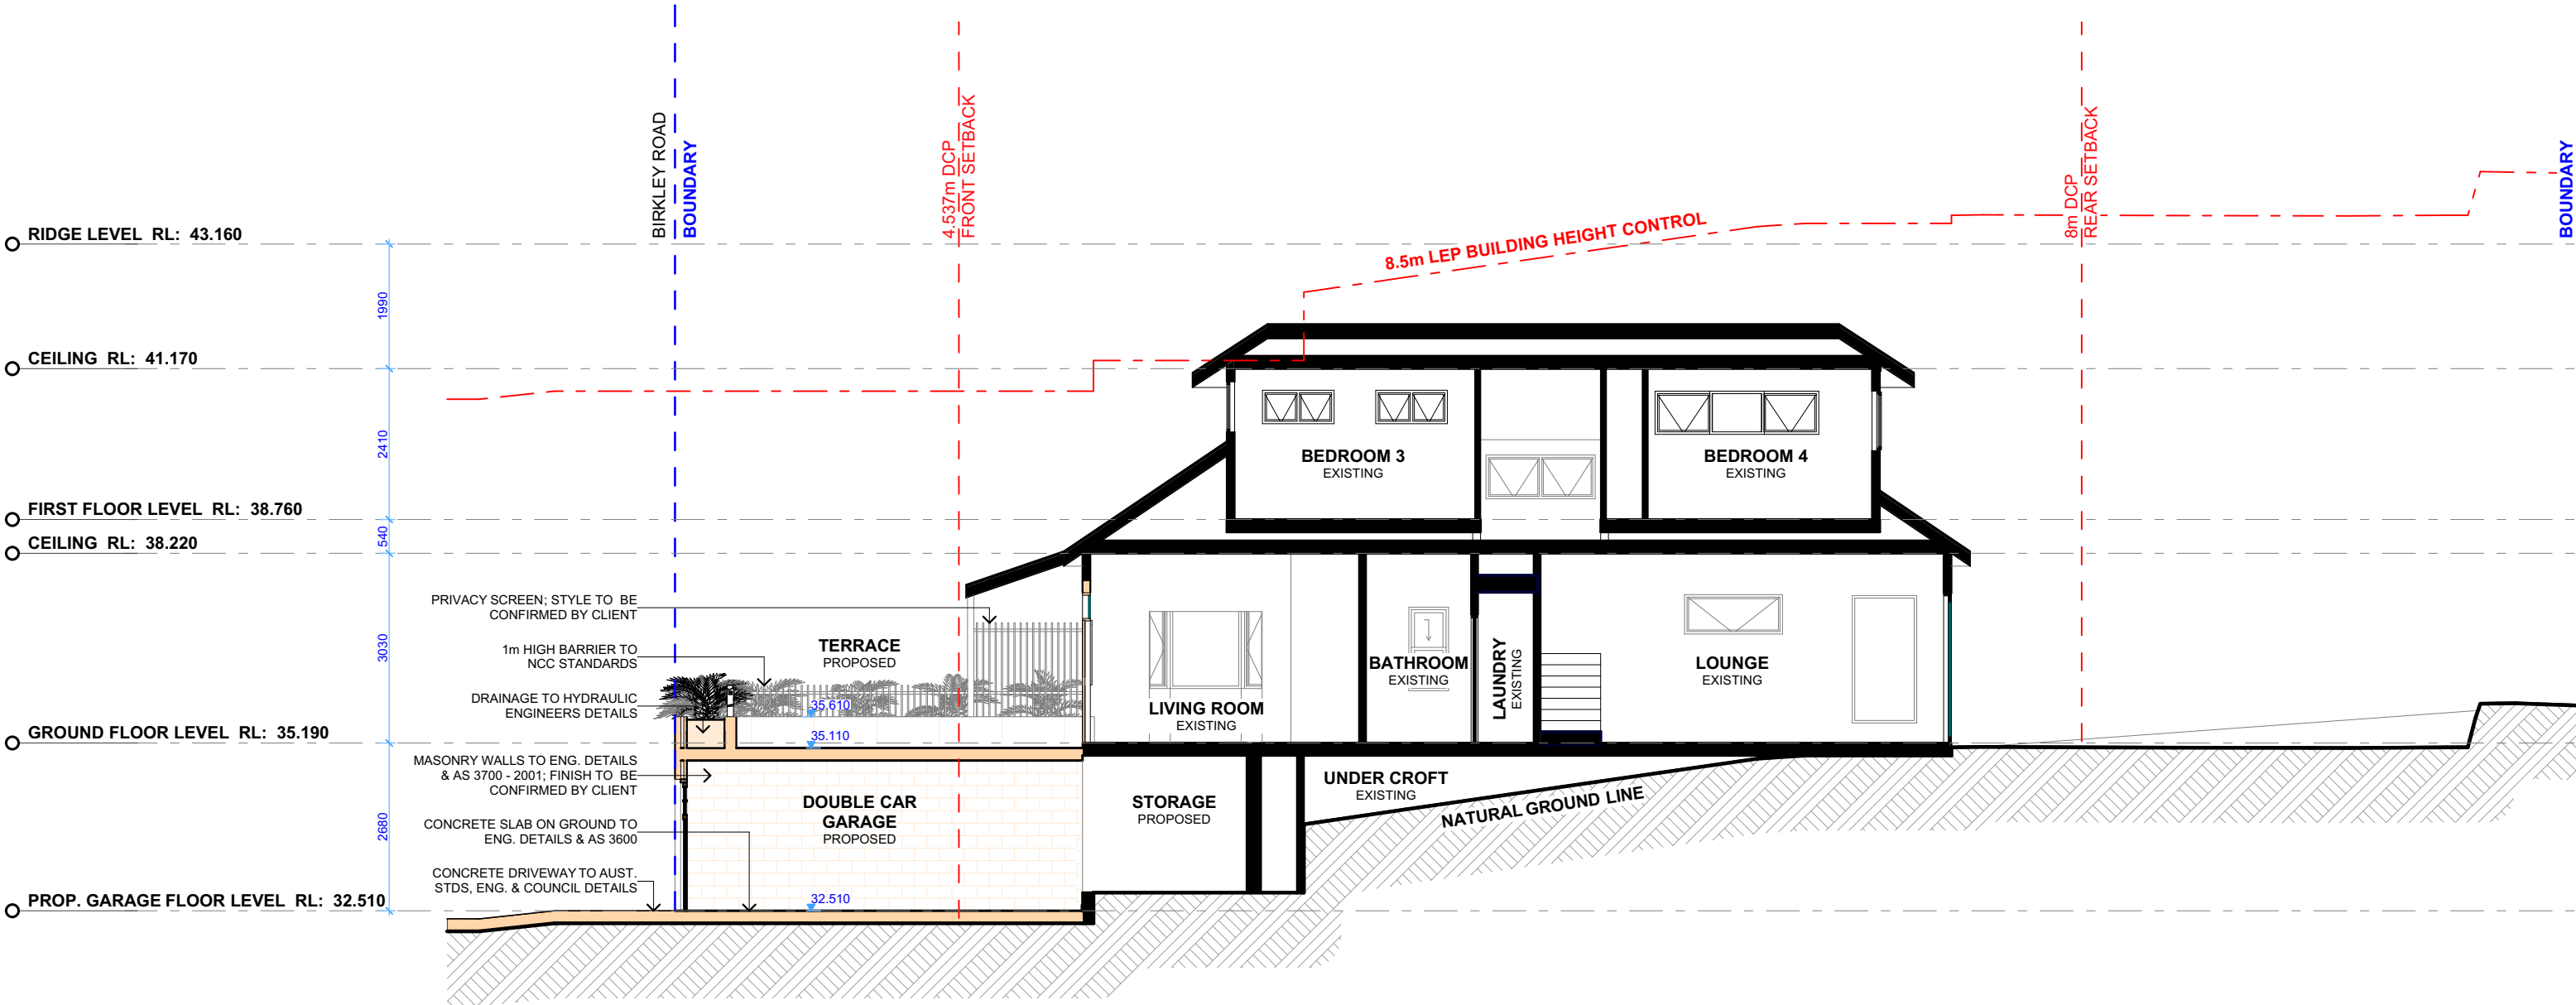 BIRKLEY ROAD
BOUNDARY
4.537m DCP
FRONT SETBACK
8m DCP
REAR SETBACK
BOUNDARY
8.5m LEP BUILDING HEIGHT CONTROL
RIDGE LEVEL RL: 43.160
1990
CEILING RL: 41.170
2410
FIRST FLOOR LEVEL RL: 38.760
540
CEILING RL: 38.220
3030
GROUND FLOOR LEVEL RL: 35.190
2680
PROP. GARAGE FLOOR LEVEL RL: 32.510
BEDROOM 3
EXISTING
BEDROOM 4
EXISTING
PRIVACY SCREEN; STYLE TO BE
CONFIRMED BY CLIENT
1m HIGH BARRIER TO
NCC STANDARDS
DRAINAGE TO HYDRAULIC
ENGINEERS DETAILS
MASONRY WALLS TO ENG. DETAILS
& AS 3700 - 2001; FINISH TO BE
CONFIRMED BY CLIENT
CONCRETE SLAB ON GROUND TO
ENG. DETAILS & AS 3600
CONCRETE DRIVEWAY TO AUST.
STDS, ENG. & COUNCIL DETAILS
TERRACE
PROPOSED
35.610
35.110
LIVING ROOM
EXISTING
BATHROOM
EXISTING
LAUNDRY
EXISTING
LOUNGE
EXISTING
DOUBLE CAR
GARAGE
PROPOSED
32.510
STORAGE
PROPOSED
UNDER CROFT
EXISTING
NATURAL GROUND LINE